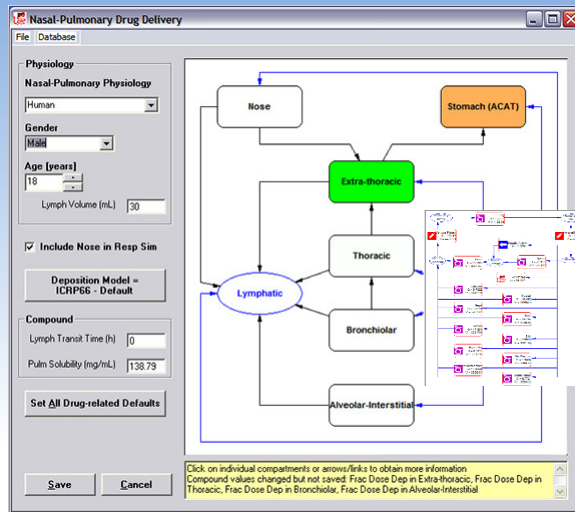 Nasal-Pulmonary Drug Delivery
File Database
Physiology
Nasal-Pulmonary Physiology
Human
Gender
Male
Age [years]
18
Lymph Volume (mL) 30
Include Nose in Resp Sim
Deposition Model =
ICRP66 - Default
Compound
Lymph Transit Time (h) 0
Pulm Solubility (mg/mL) 138.79
Set All Drug-related Defaults
Save Cancel
Nose
Stomach (ACAT)
Extra-thoracic
Thoracic
Lymphatic
Bronchiolar
Alveolar-Interstitial
Click on individual compartments or arrows/links to obtain more information
Compound values changed but not saved: Frac Dose Dep in Extra-thoracic, Frac Dose Dep in
Thoracic, Frac Dose Dep in Bronchiolar, Frac Dose Dep in Alveolar-Interstitial